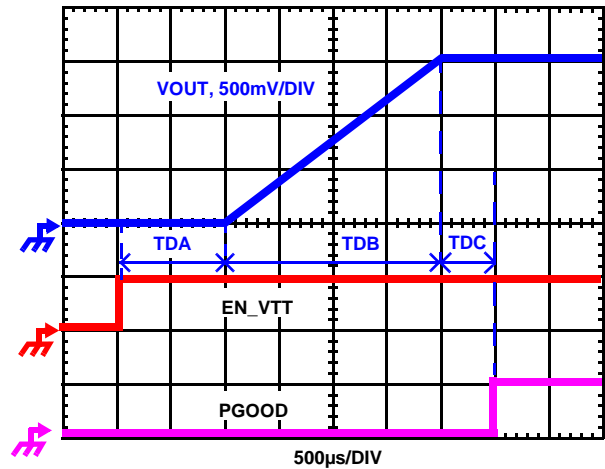 VOUT, 500mV/DIV
TDA
TDB
TDC
EN_VTT
PGOOD
500µs/DIV